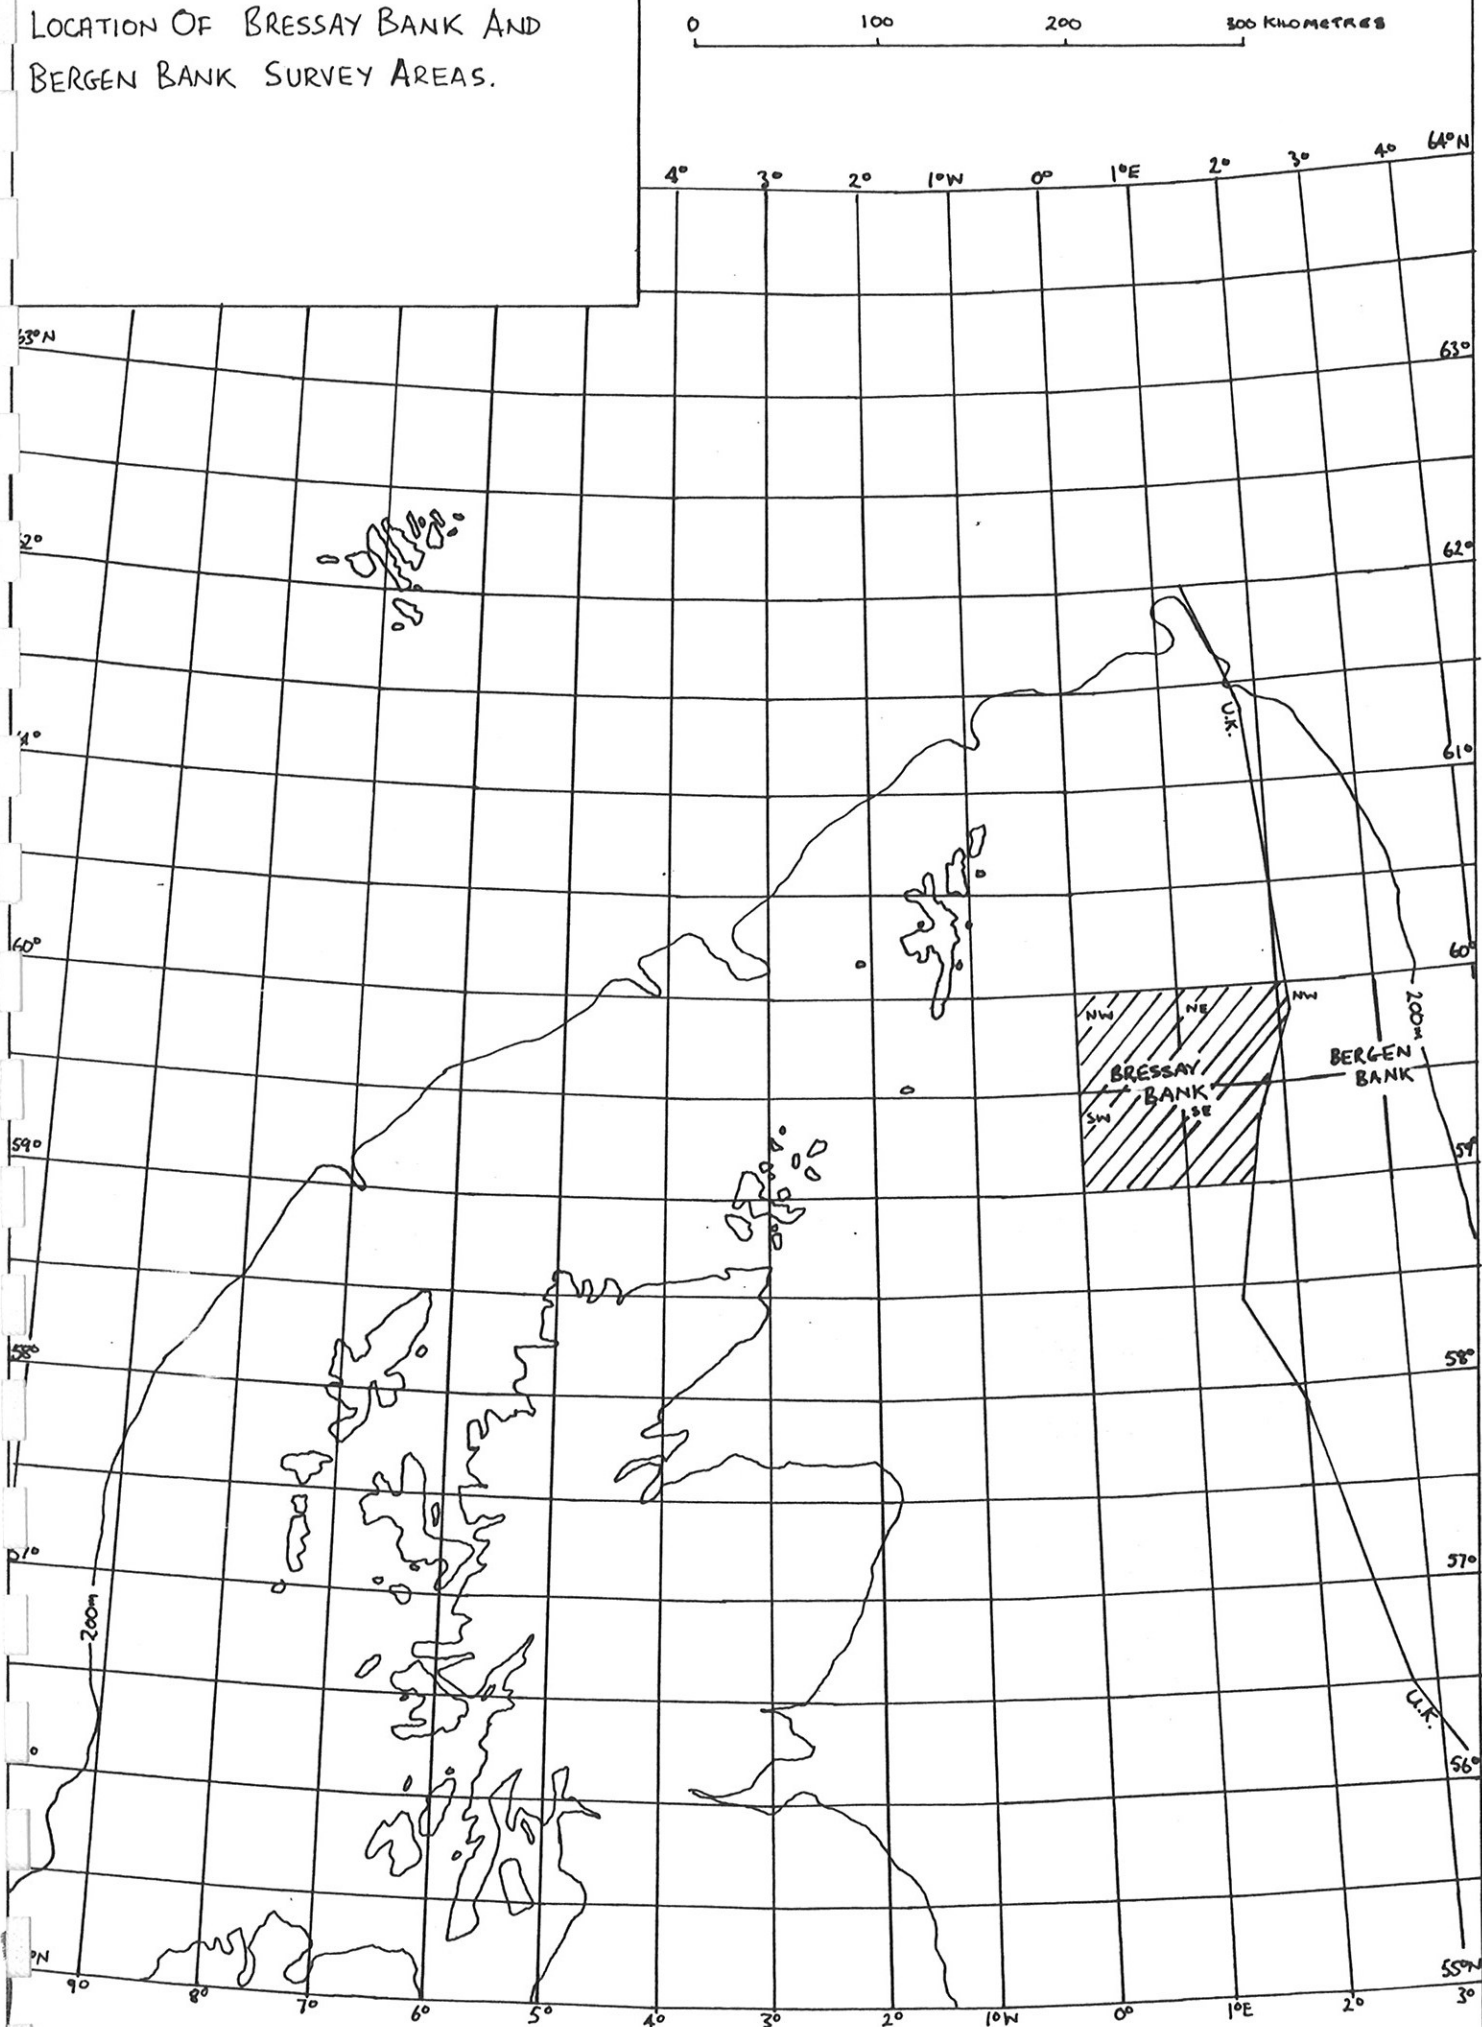 LOCATION OF BRESSAY BANK AND
BERGEN BANK SURVEY AREAS.
0 100 200 300 KILOMETRES
4° 3° 2° 1°W 0° 1°E 2° 3° 4° 64°N
63°N 63°
2° 62°
U.K.
1° 61°
60° 60°
NW NE NW
200m
BRESSAY
BANK
BERGEN
BANK
SW SE
59° 59°
58° 58°
57°
200m
U.K.
° 56°
°N 55°N
9° 8° 7° 6° 5° 4° 3° 2° 1°W 0° 1°E 2° 3°